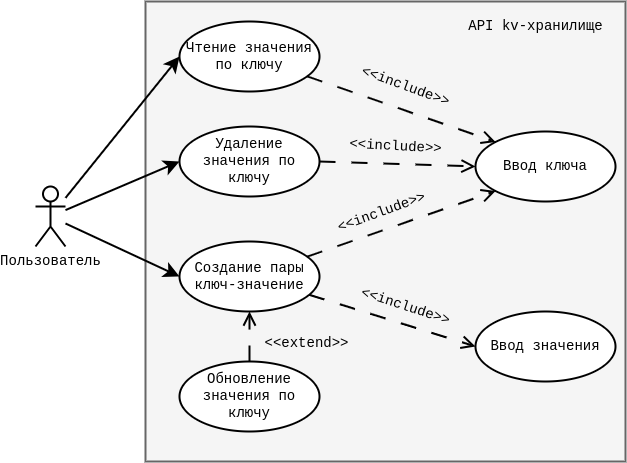 API kv-хранилище
Чтение значения
по ключу
<<include>>
Удаление
значения по
ключу
<<include>>
Ввод ключа
<<include>>
Пользователь
Создание пары
ключ-значение
<<include>>
<<extend>>
Ввод значения
Обновление
значения по
ключу